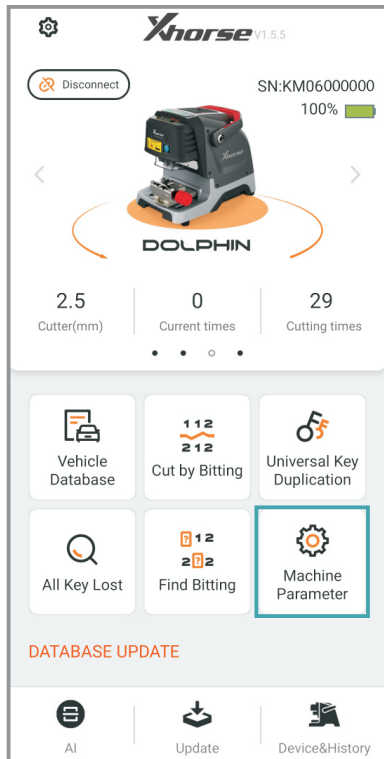 Xhorse V1.5.5
Disconnect
SN:KM06000000
100%
DOLPHIN
2.5
Cutter(mm)
0
Current times
29
Cutting times
Vehicle
Database
112
212
Cut by Bitting
Universal Key
Duplication
All Key Lost
?12
2?2
Find Bitting
Machine
Parameter
DATABASE UPDATE
AI
Update
Device&History